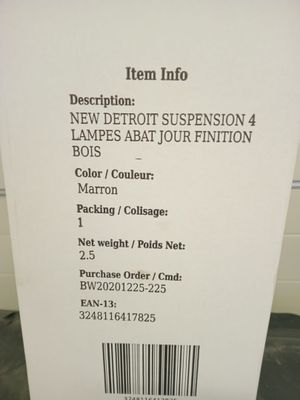 Item Info
Description:
NEW DETROIT SUSPENSION 4
LAMPES ABAT JOUR FINITION
BOIS
Color / Couleur:
Marron
Packing / Colisage:
1
Net weight / Poids Net:
2.5
Purchase Order / Cmd:
BW20201225-225
EAN-13:
3248116417825
3248116417825